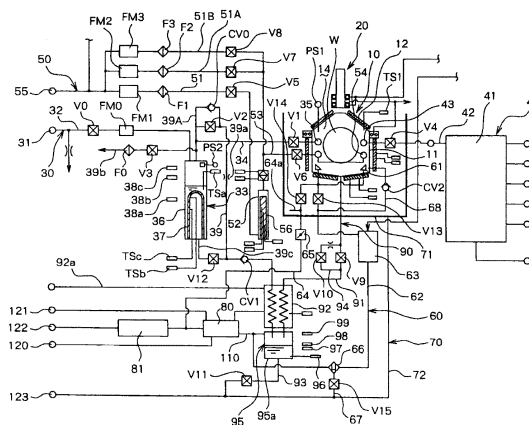 FM3 F3 51B 51A CV0
FM2 F2 V8 20
50 W 10
V7 PS1 12
51 14 54
V5 35 TS1
55 F1 43 41
FM1 39A V2 53 V14
V0 FM0 39a V1 V4 42 4
32 34
31 PS2 64a V6 11
30 61
39b F0 V3 TSa CV2
38c 33 68
38b 52 V13
38a 56 90 71
36 39 65 63
37 39c V10 V9
TSc V12 94 62
TSb CV1 64 91
92a 92 60
121 80 99
122 98 70
97 66
120 81 110 96
V11 93 72
123 95 95a 67 V15